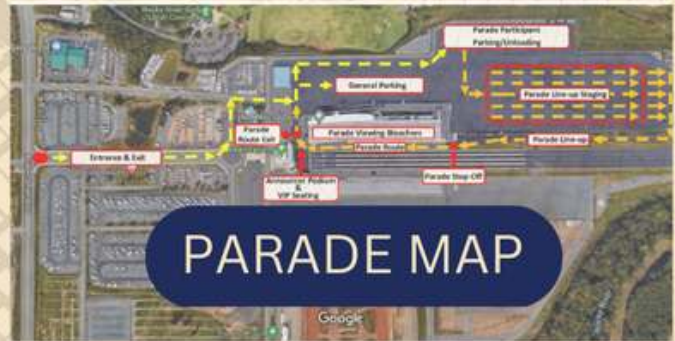 Parade Participant
Parking/Unloading
General Parking
Parade Line-up Staging
Parade
Route Exit
Parade Viewing Bleachers
Parade Line-up
Parade Route
Entrance & Exit
Announcer Podium
&
VIP Seating
Parade Step Off
PARADE MAP
Google